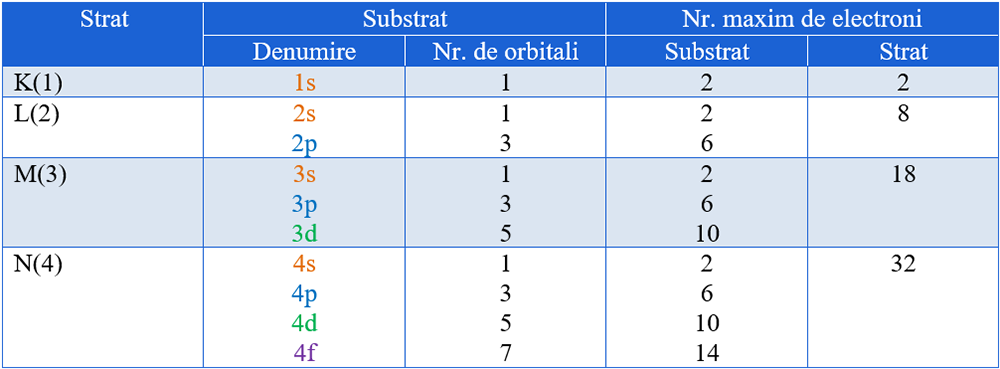 Strat Substrat Nr. maxim de electroni
Denumire Nr. de orbitali Substrat Strat
K(1) 1s 1 2 2
L(2) 2s 1 2 8
2p 3 6
M(3) 3s 1 2 18
3p 3 6
3d 5 10
N(4) 4s 1 2 32
4p 3 6
4d 5 10
4f 7 14